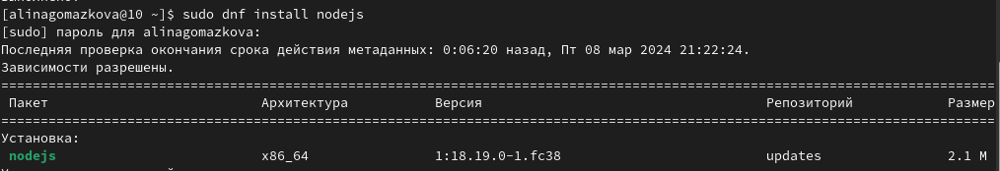 [alinagomazkova@10 ~]$ sudo dnf install nodejs
[sudo] пароль для alinagomazkova:
Последняя проверка окончания срока действия метаданных: 0:06:20 назад, Пт 08 мар 2024 21:22:24.
Зависимости разрешены.
================================================================================
Пакет Архитектура Версия Репозиторий Размер
================================================================================
Установка:
nodejs x86_64 1:18.19.0-1.fc38 updates 2.1 M